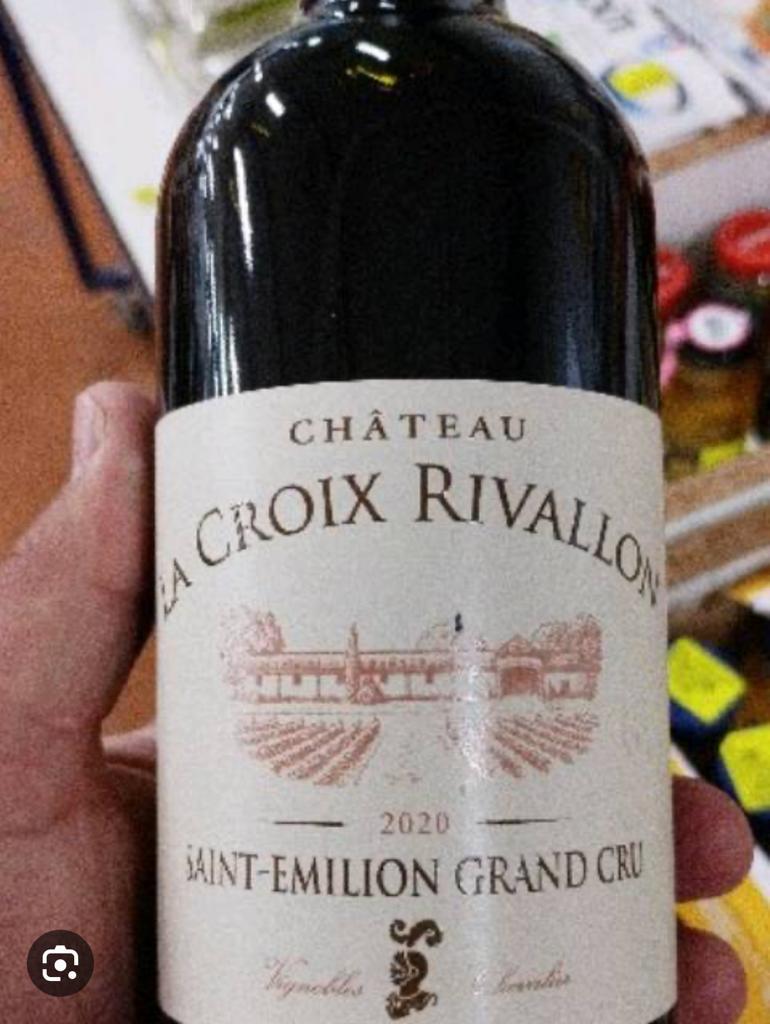 CHÂTEAU
LA CROIX RIVALLON
2020
SAINT-EMILION GRAND CRU
Vignobles